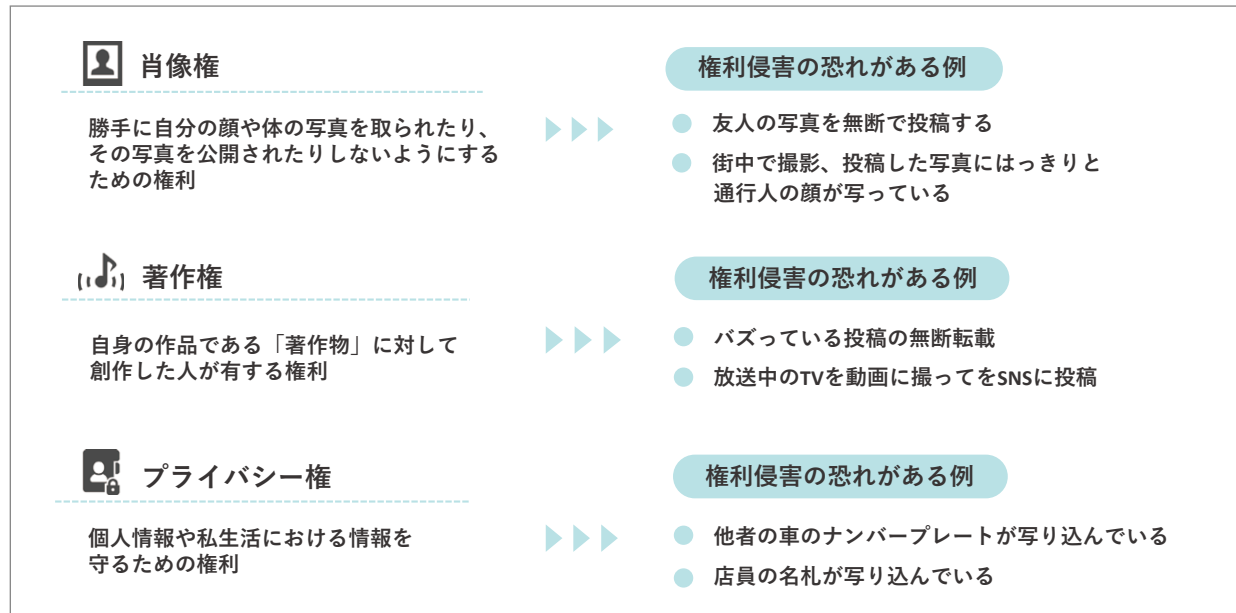 肖像権
権利侵害の恐れがある例
勝手に自分の顔や体の写真を取られたり、
その写真を公開されたりしないようにする
ための権利
友人の写真を無断で投稿する
街中で撮影、投稿した写真にはっきりと
通行人の顔が写っている
著作権
権利侵害の恐れがある例
自身の作品である「著作物」に対して
創作した人が有する権利
バズっている投稿の無断転載
放送中のTVを動画に撮ってをSNSに投稿
プライバシー権
権利侵害の恐れがある例
個人情報や私生活における情報を
守るための権利
他者の車のナンバープレートが写り込んでいる
店員の名札が写り込んでいる